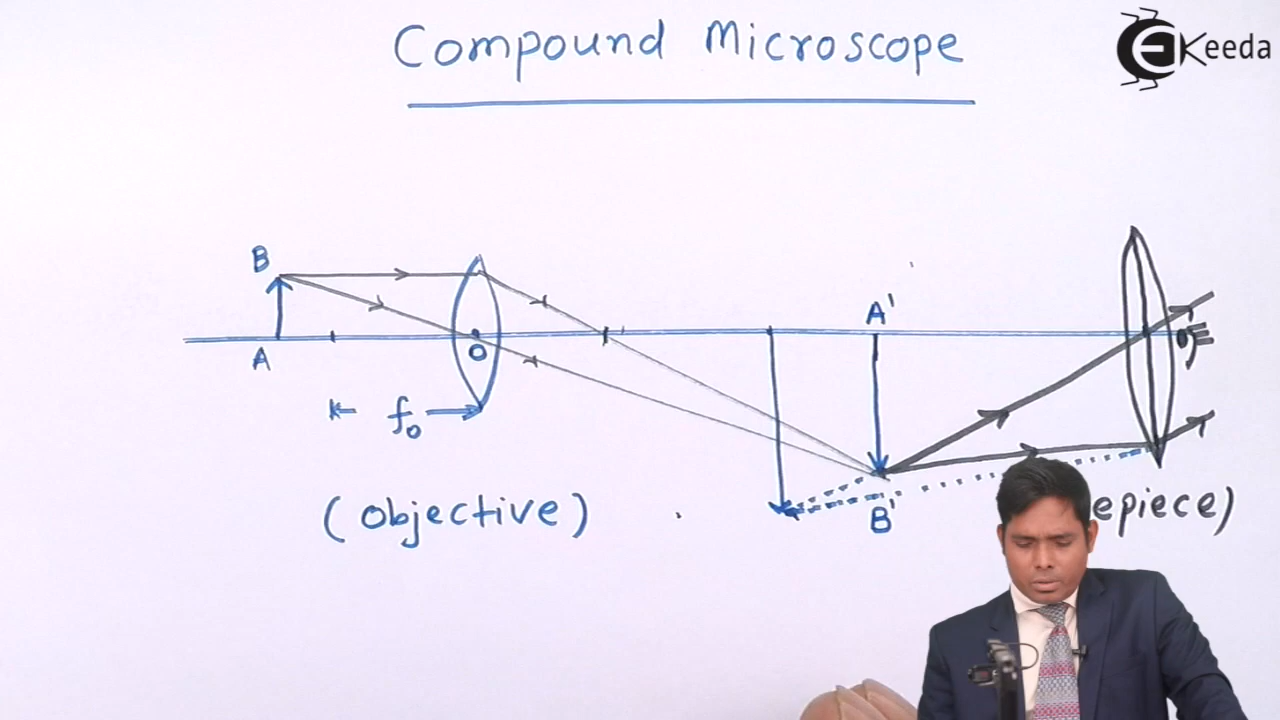 Compound Microscope
Keeda
B
A'
A
O
f₀
(objective)
B'
epiece)